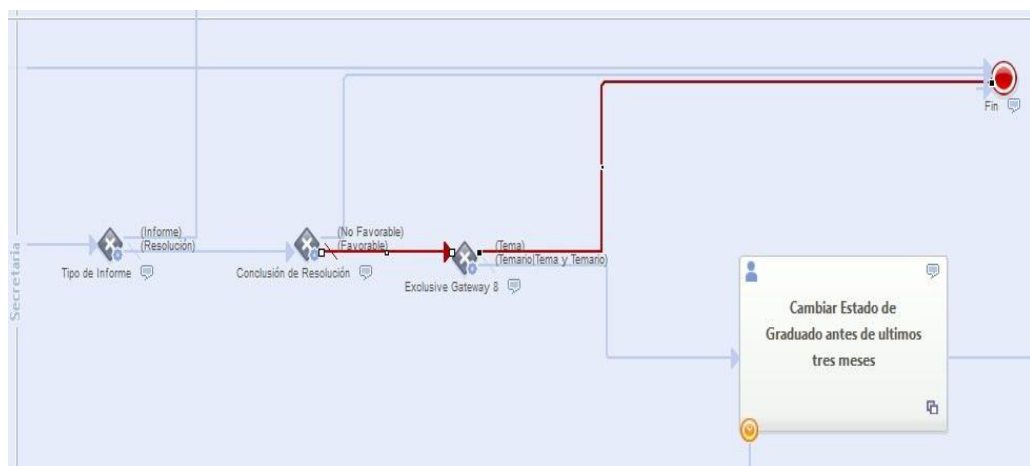 Fin
Secretaria
(Informe)
(Resolución)
Tipo de Informe
(No Favorable)
(Favorable)
Conclusión de Resolución
(Tema)
(Temario|Tema y Temario)
Exclusive Gateway 8
Cambiar Estado de
Graduado antes de ultimos
tres meses